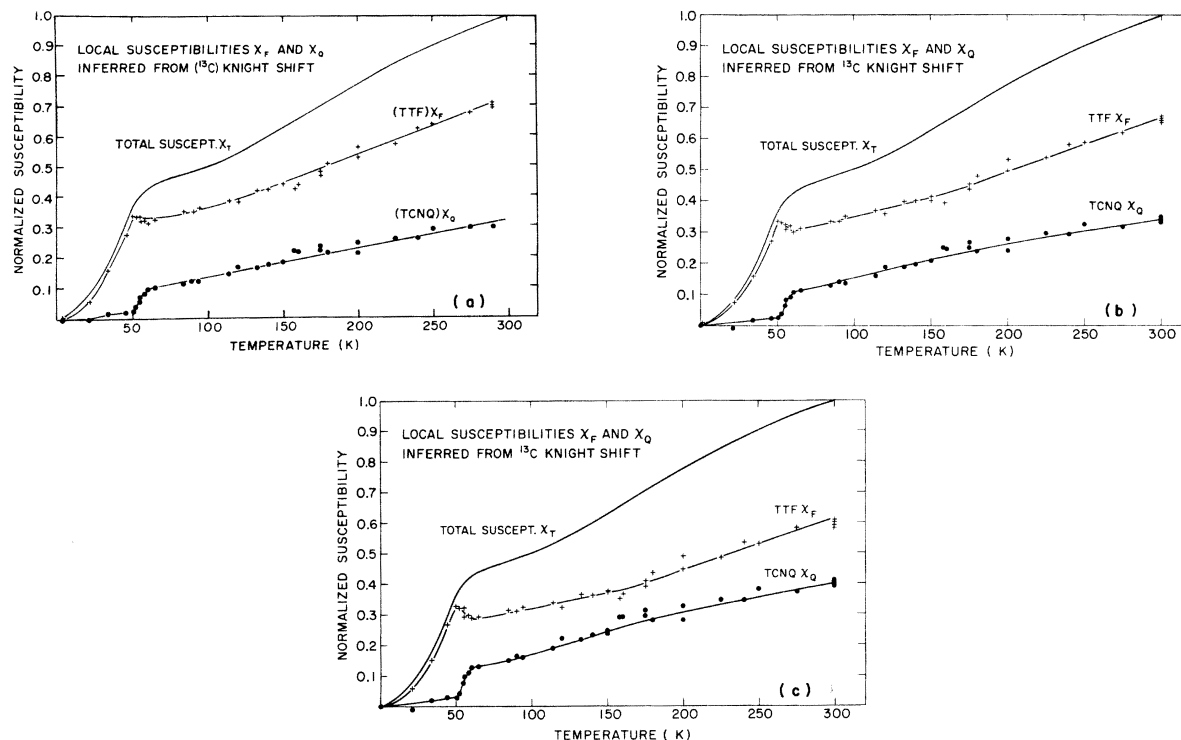 1.0
0.9
0.8
0.7
0.6
0.5
0.4
0.3
0.2
0.1
NORMALIZED SUSCEPTIBILITY
LOCAL SUSCEPTIBILITIES χF AND χQ
INFERRED FROM (¹³C) KNIGHT SHIFT
(TTF)χF
TOTAL SUSCEPT. χT
(TCNQ)χQ
(a)
50 100 150 200 250 300
TEMPERATURE (K)
1.0
0.9
0.8
0.7
0.6
0.5
0.4
0.3
0.2
0.1
NORMALIZED SUSCEPTIBILITY
LOCAL SUSCEPTIBILITIES χF AND χQ
INFERRED FROM ¹³C KNIGHT SHIFT
TTF χF
TOTAL SUSCEPT. χT
TCNQ χQ
(b)
50 100 150 200 250 300
TEMPERATURE ( K)
1.0
0.9
0.8
0.7
0.6
0.5
0.4
0.3
0.2
0.1
NORMALIZED SUSCEPTIBILITY
LOCAL SUSCEPTIBILITIES χF AND χQ
INFERRED FROM ¹³C KNIGHT SHIFT
TTF χF
TOTAL SUSCEPT. χT
TCNQ χQ
(c)
0 50 100 150 200 250 300
TEMPERATURE (K)